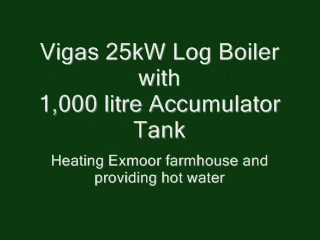 Vigas 25kW Log Boiler
with
1,000 litre Accumulator
Tank
Heating Exmoor farmhouse and
providing hot water